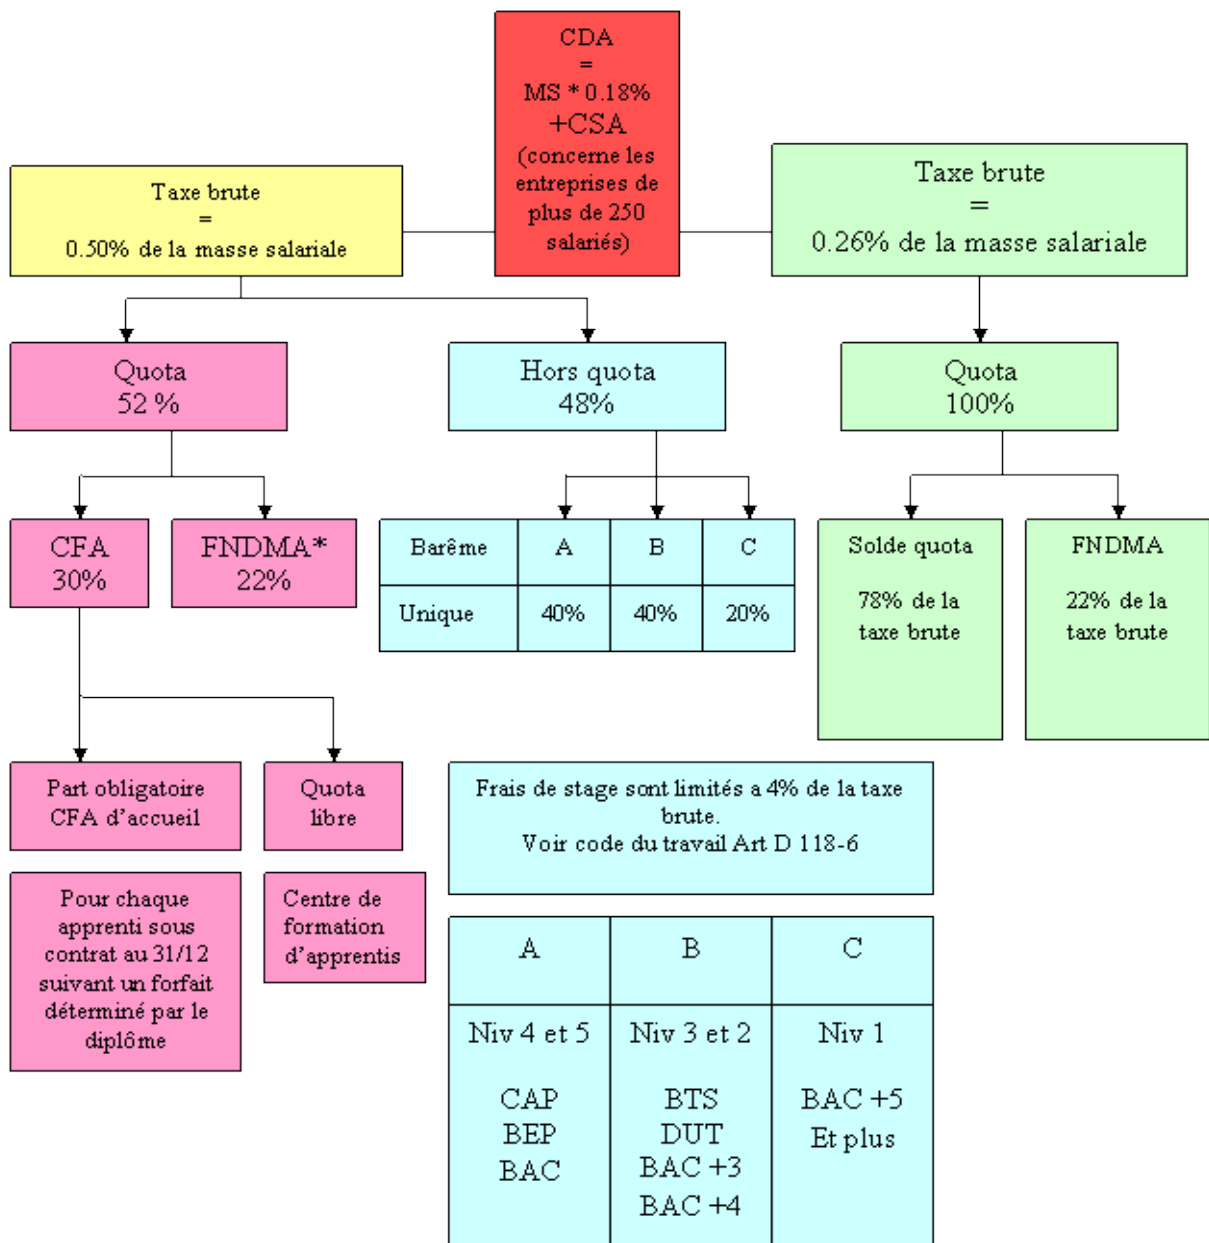 CDA
=
MS * 0.18%
+CSA
(concerne les
entreprises de
plus de 250
salariés)
Taxe brute
=
0.50% de la masse salariale
Taxe brute
=
0.26% de la masse salariale
Quota
52 %
Hors quota
48%
Quota
100%
CFA
30%
FNDMA*
22%
Barême A B C
Unique 40% 40% 20%
Solde quota
78% de la
taxe brute
FNDMA
22% de la
taxe brute
Part obligatoire
CFA d’accueil
Quota
libre
Pour chaque
apprenti sous
contrat au 31/12
suivant un forfait
déterminé par le
diplôme
Centre de
formation
d’apprentis
Frais de stage sont limités a 4% de la taxe
brute.
Voir code du travail Art D 118-6
A B C
Niv 4 et 5 Niv 3 et 2 Niv 1
CAP BTS BAC +5
BEP DUT Et plus
BAC BAC +3
BAC +4